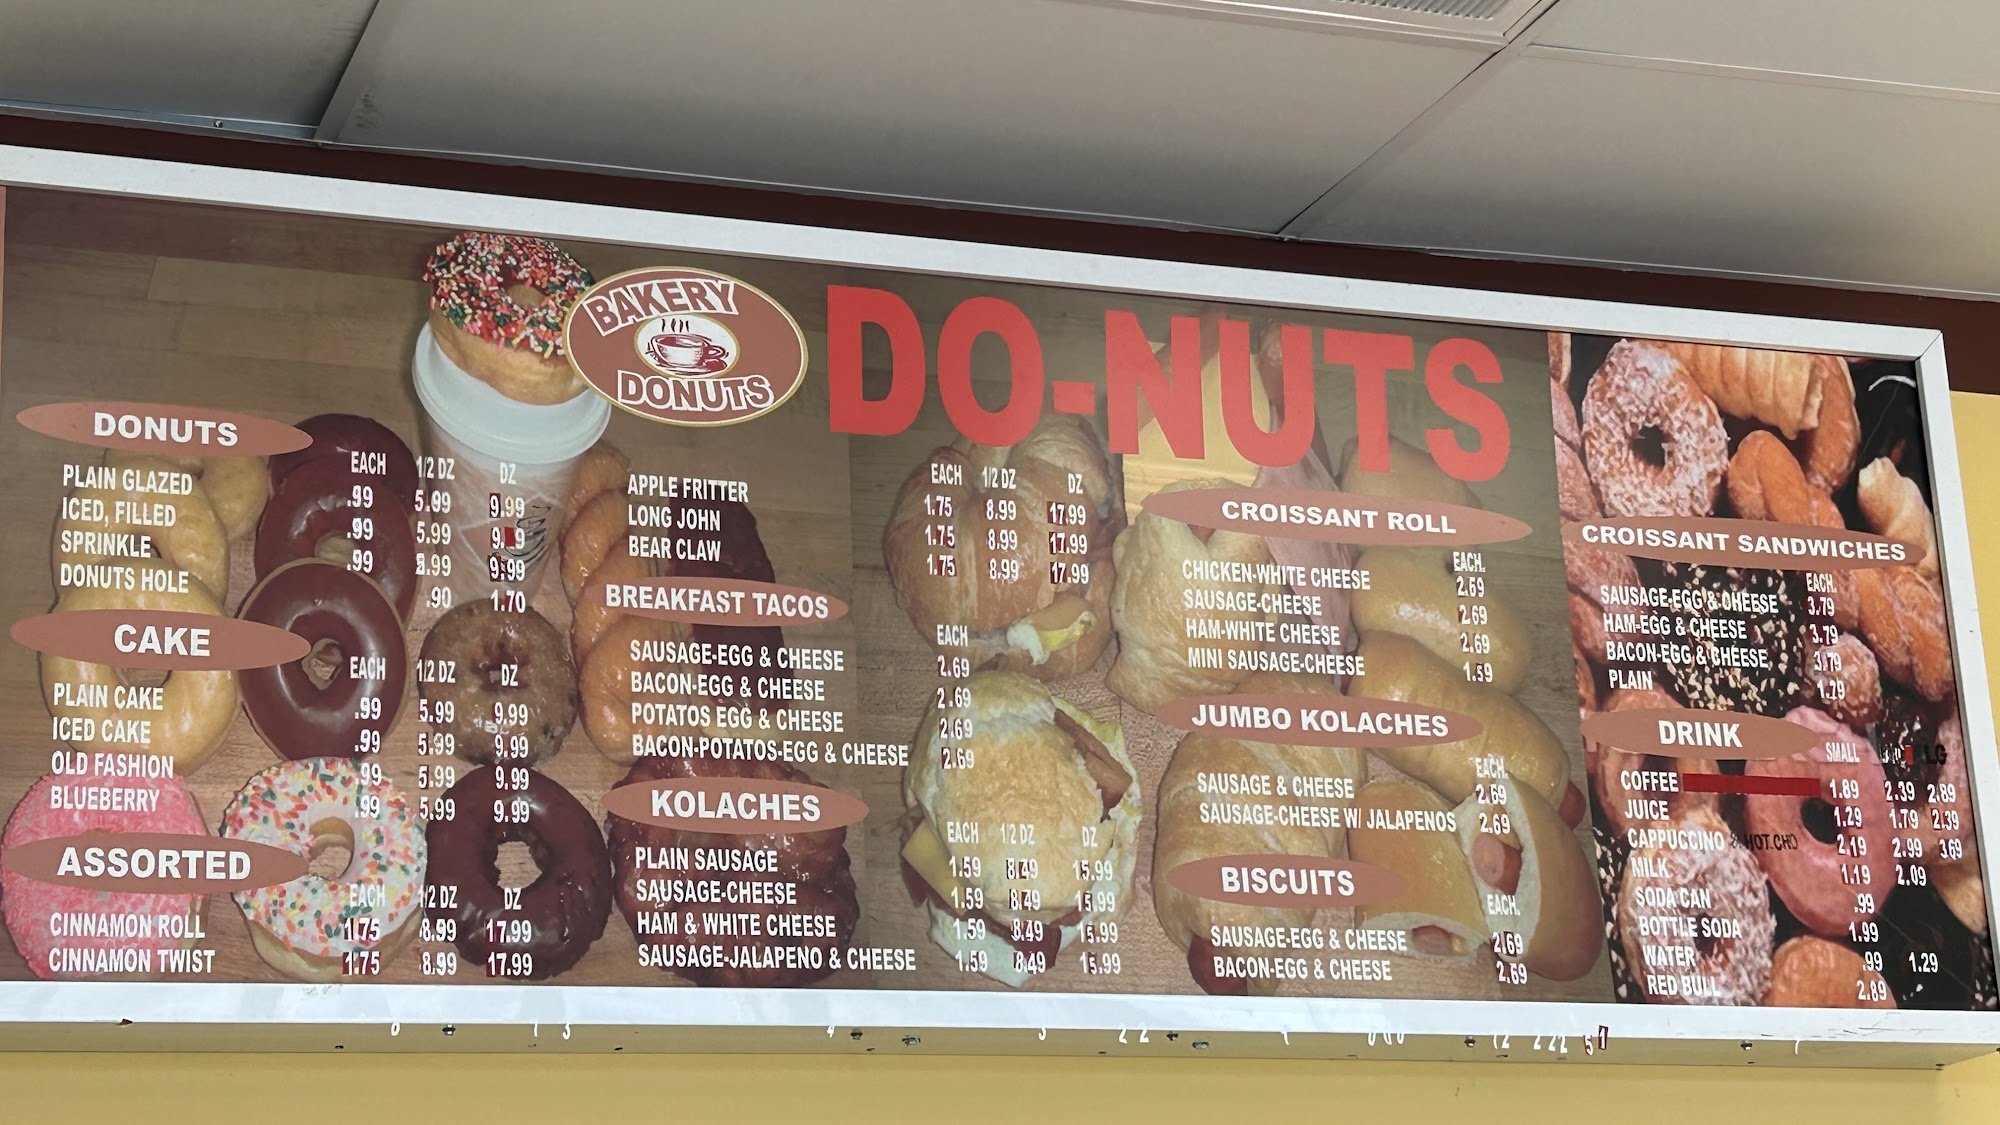 BAKERY
DONUTS
DO-NUTS
DONUTS
EACH 1/2 DZ DZ
PLAIN GLAZED .99 5.99 9.99
ICED, FILLED .99 5.99
SPRINKLE .99 5.99 9.99
DONUTS HOLE .90 1.70
CAKE
EACH 1/2 DZ DZ
PLAIN CAKE .99 5.99 9.99
ICED CAKE .99 5.99 9.99
OLD FASHION .99 5.99 9.99
BLUEBERRY .99 5.99 9.99
ASSORTED
EACH 1/2 DZ DZ
CINNAMON ROLL 1.75 8.99 17.99
CINNAMON TWIST 1.75 8.99 17.99
EACH 1/2 DZ DZ
APPLE FRITTER 1.75 8.99 17.99
LONG JOHN 1.75 8.99 17.99
BEAR CLAW 1.75 8.99 17.99
BREAKFAST TACOS
EACH
SAUSAGE-EGG & CHEESE 2.69
BACON-EGG & CHEESE 2.69
POTATOS EGG & CHEESE 2.69
BACON-POTATOS-EGG & CHEESE 2.69
KOLACHES
EACH 1/2 DZ DZ
PLAIN SAUSAGE 1.59 8.49 15.99
SAUSAGE-CHEESE 1.59 8.49 15.99
HAM & WHITE CHEESE 1.59 8.49 15.99
SAUSAGE-JALAPENO & CHEESE 1.59 8.49 15.99
CROISSANT ROLL
EACH.
CHICKEN-WHITE CHEESE 2.69
SAUSAGE-CHEESE 2.69
HAM-WHITE CHEESE 2.69
MINI SAUSAGE-CHEESE 1.59
JUMBO KOLACHES
EACH.
SAUSAGE & CHEESE 2.69
SAUSAGE-CHEESE W/ JALAPENOS 2.69
BISCUITS
EACH.
SAUSAGE-EGG & CHEESE 2.69
BACON-EGG & CHEESE 2.69
CROISSANT SANDWICHES
EACH.
SAUSAGE-EGG & CHEESE 3.79
HAM-EGG & CHEESE 3.79
BACON-EGG & CHEESE 3.79
PLAIN 1.29
DRINK
SMALL LG
COFFEE 1.89 2.39 2.89
JUICE 1.29 1.79 2.39
CAPPUCCINO & HOT CHO 2.19 2.99 3.69
MILK 1.19 2.09
SODA CAN .99
BOTTLE SODA 1.99
WATER .99 1.29
RED BULL 2.89